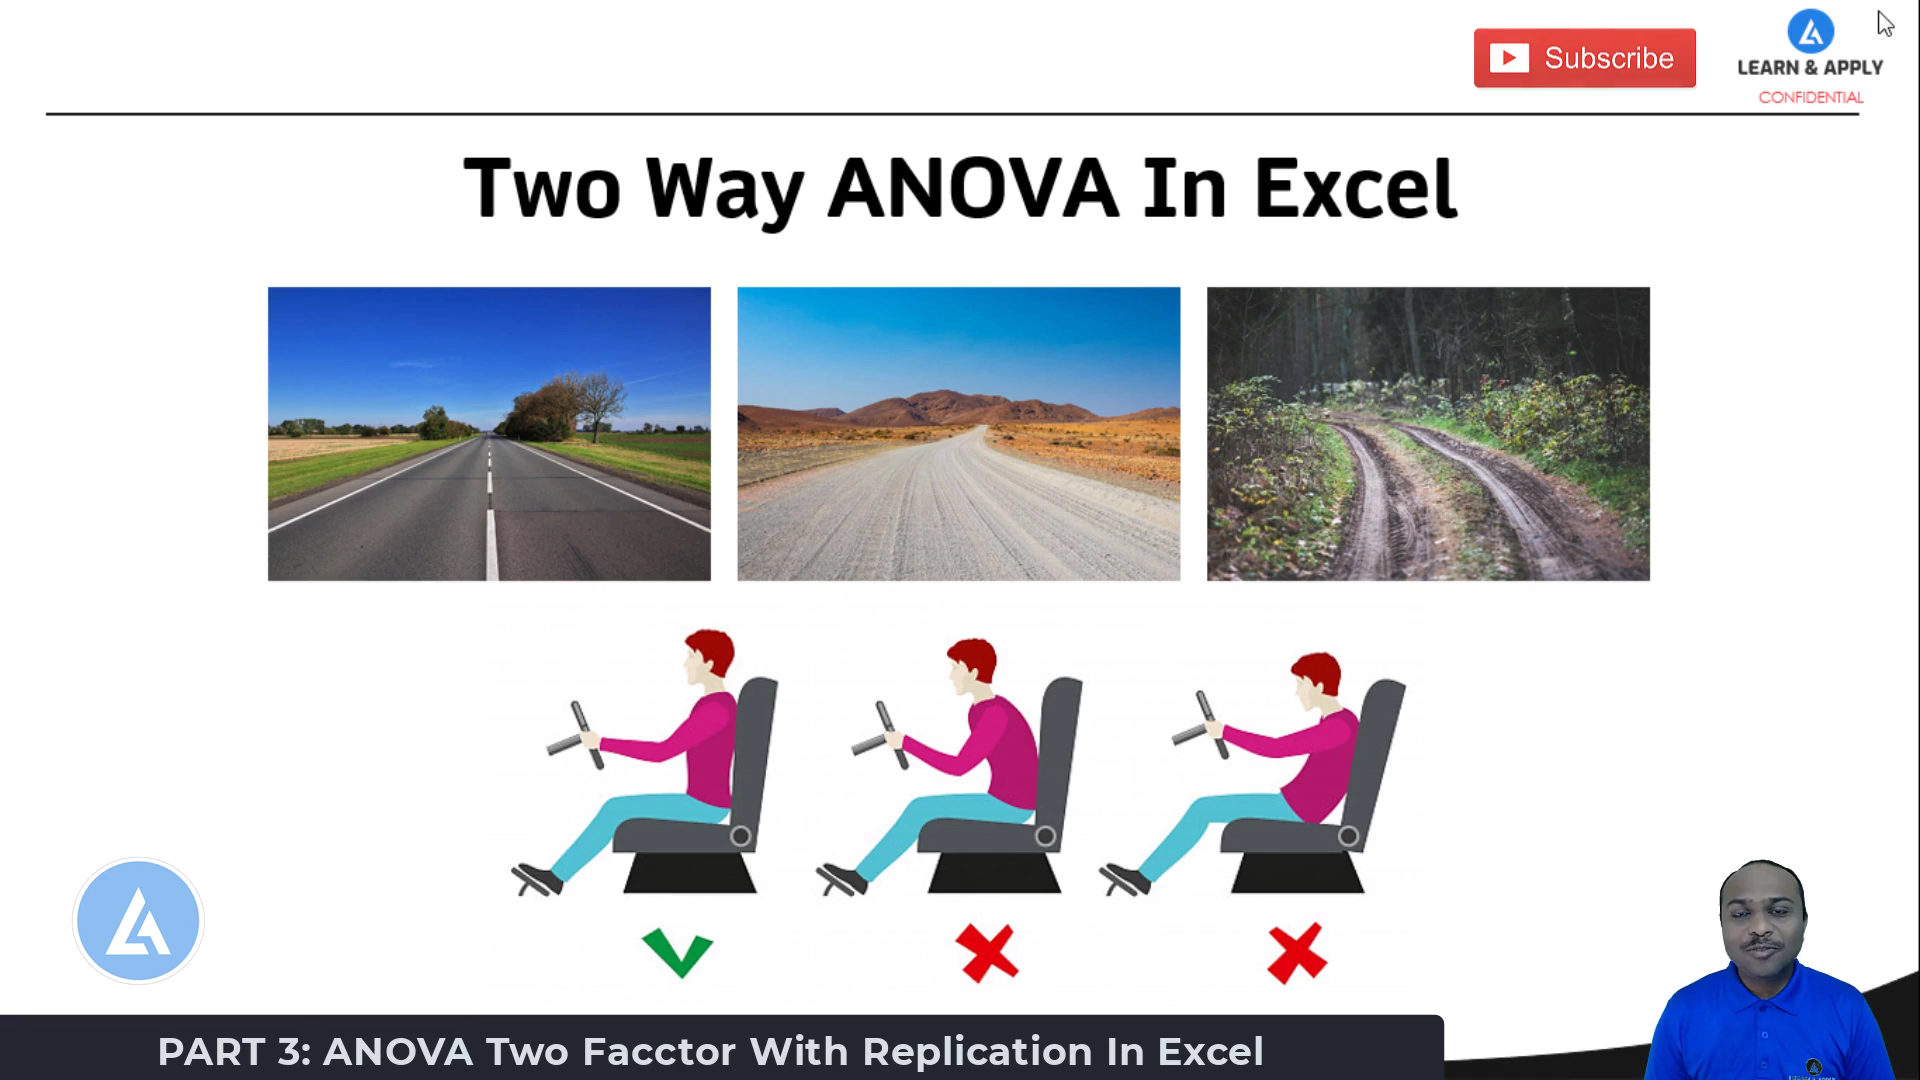 Subscribe
LEARN & APPLY
CONFIDENTIAL
Two Way ANOVA In Excel
PART 3: ANOVA Two Facctor With Replication In Excel